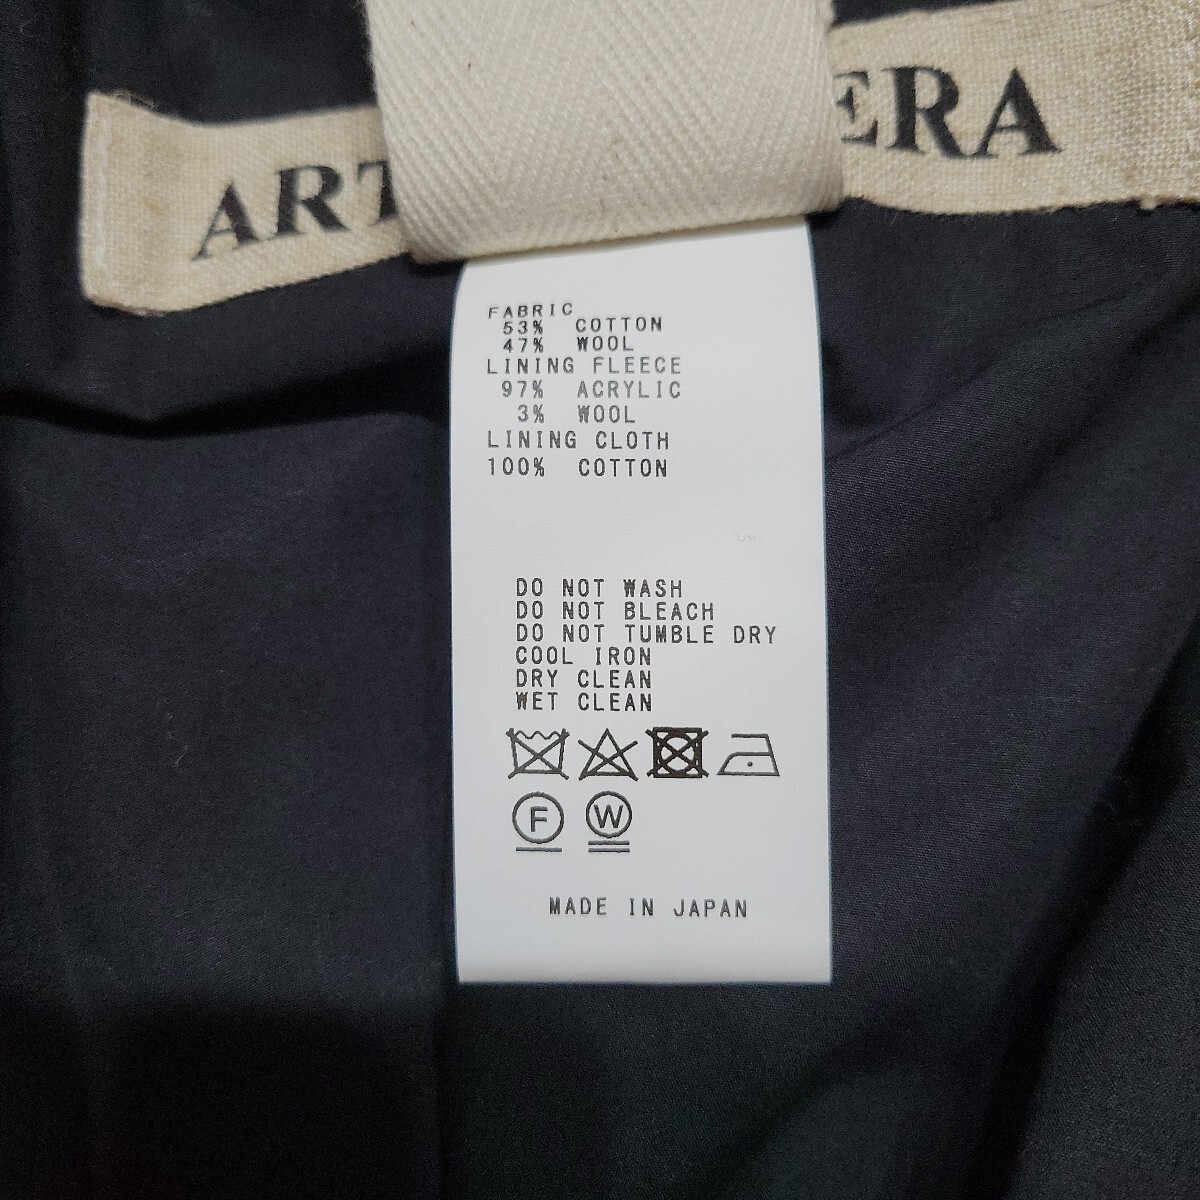 ART ERA
FABRIC
53% COTTON
47% WOOL
LINING FLEECE
97% ACRYLIC
3% WOOL
LINING CLOTH
100% COTTON
DO NOT WASH
DO NOT BLEACH
DO NOT TUMBLE DRY
COOL IRON
DRY CLEAN
WET CLEAN
F W
MADE IN JAPAN